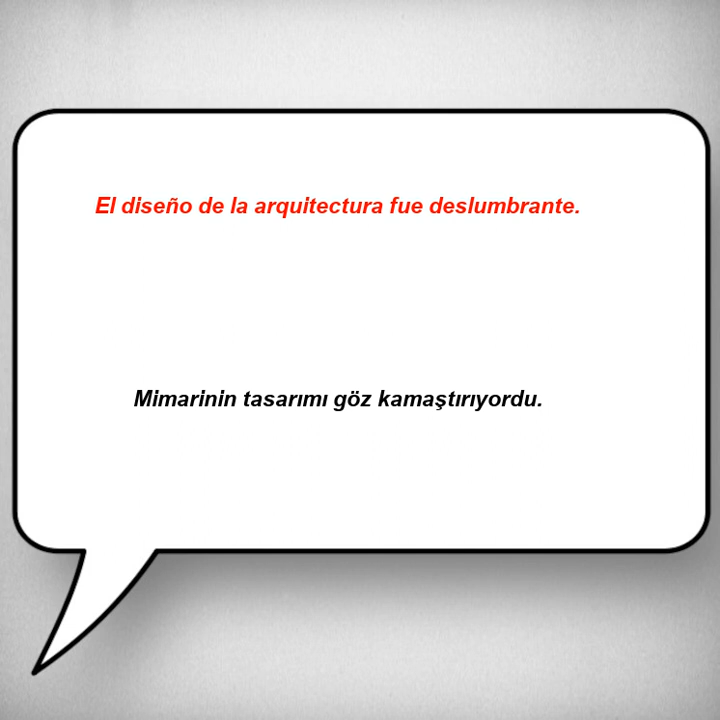 El diseño de la arquitectura fue deslumbrante.
Mimarinin tasarımı göz kamaştırıyordu.